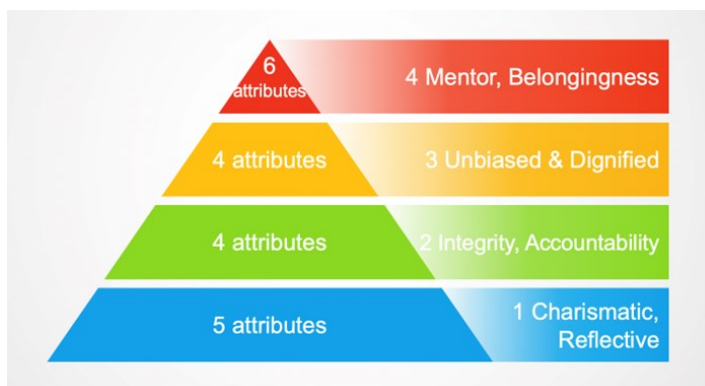 6
attributes
4 Mentor, Belongingness
4 attributes
3 Unbiased & Dignified
4 attributes
2 Integrity, Accountability
5 attributes
1 Charismatic,
Reflective